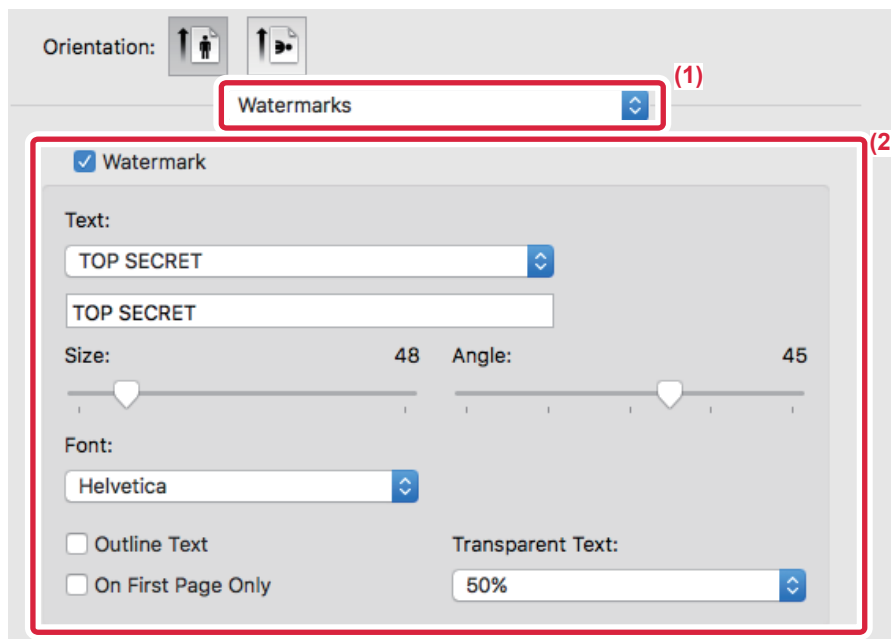 Orientation:
(1)
Watermarks
(2
Watermark
Text:
TOP SECRET
TOP SECRET
Size: 48 Angle: 45
Font:
Helvetica
Outline Text Transparent Text:
On First Page Only 50%